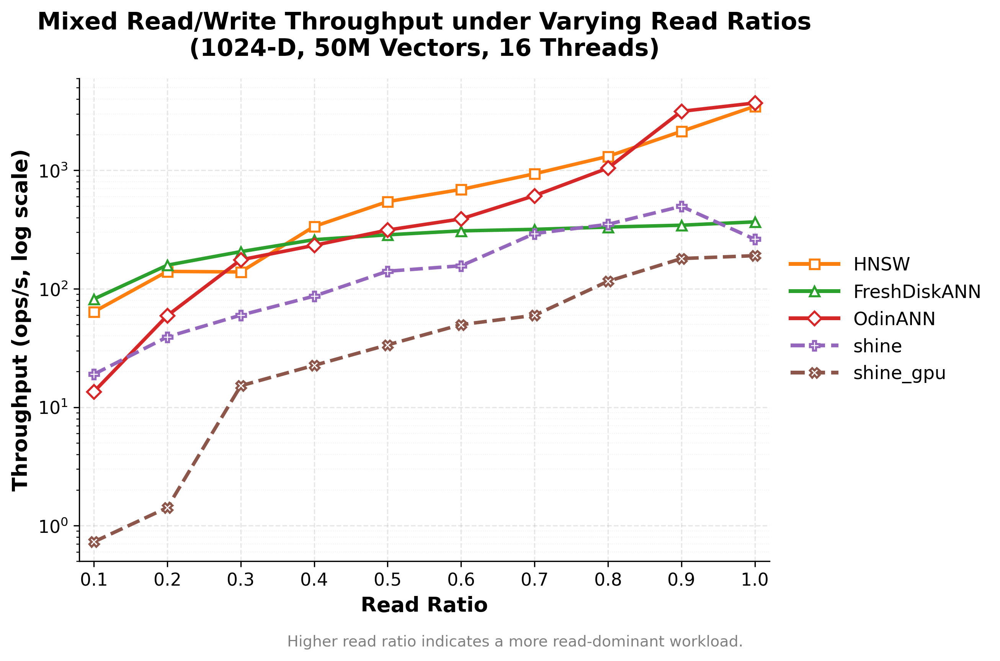 Mixed Read/Write Throughput under Varying Read Ratios
(1024-D, 50M Vectors, 16 Threads)
Throughput (ops/s, log scale)
10³
10²
10¹
10⁰
0.1 0.2 0.3 0.4 0.5 0.6 0.7 0.8 0.9 1.0
Read Ratio
HNSW
FreshDiskANN
OdinANN
shine
shine_gpu
Higher read ratio indicates a more read-dominant workload.